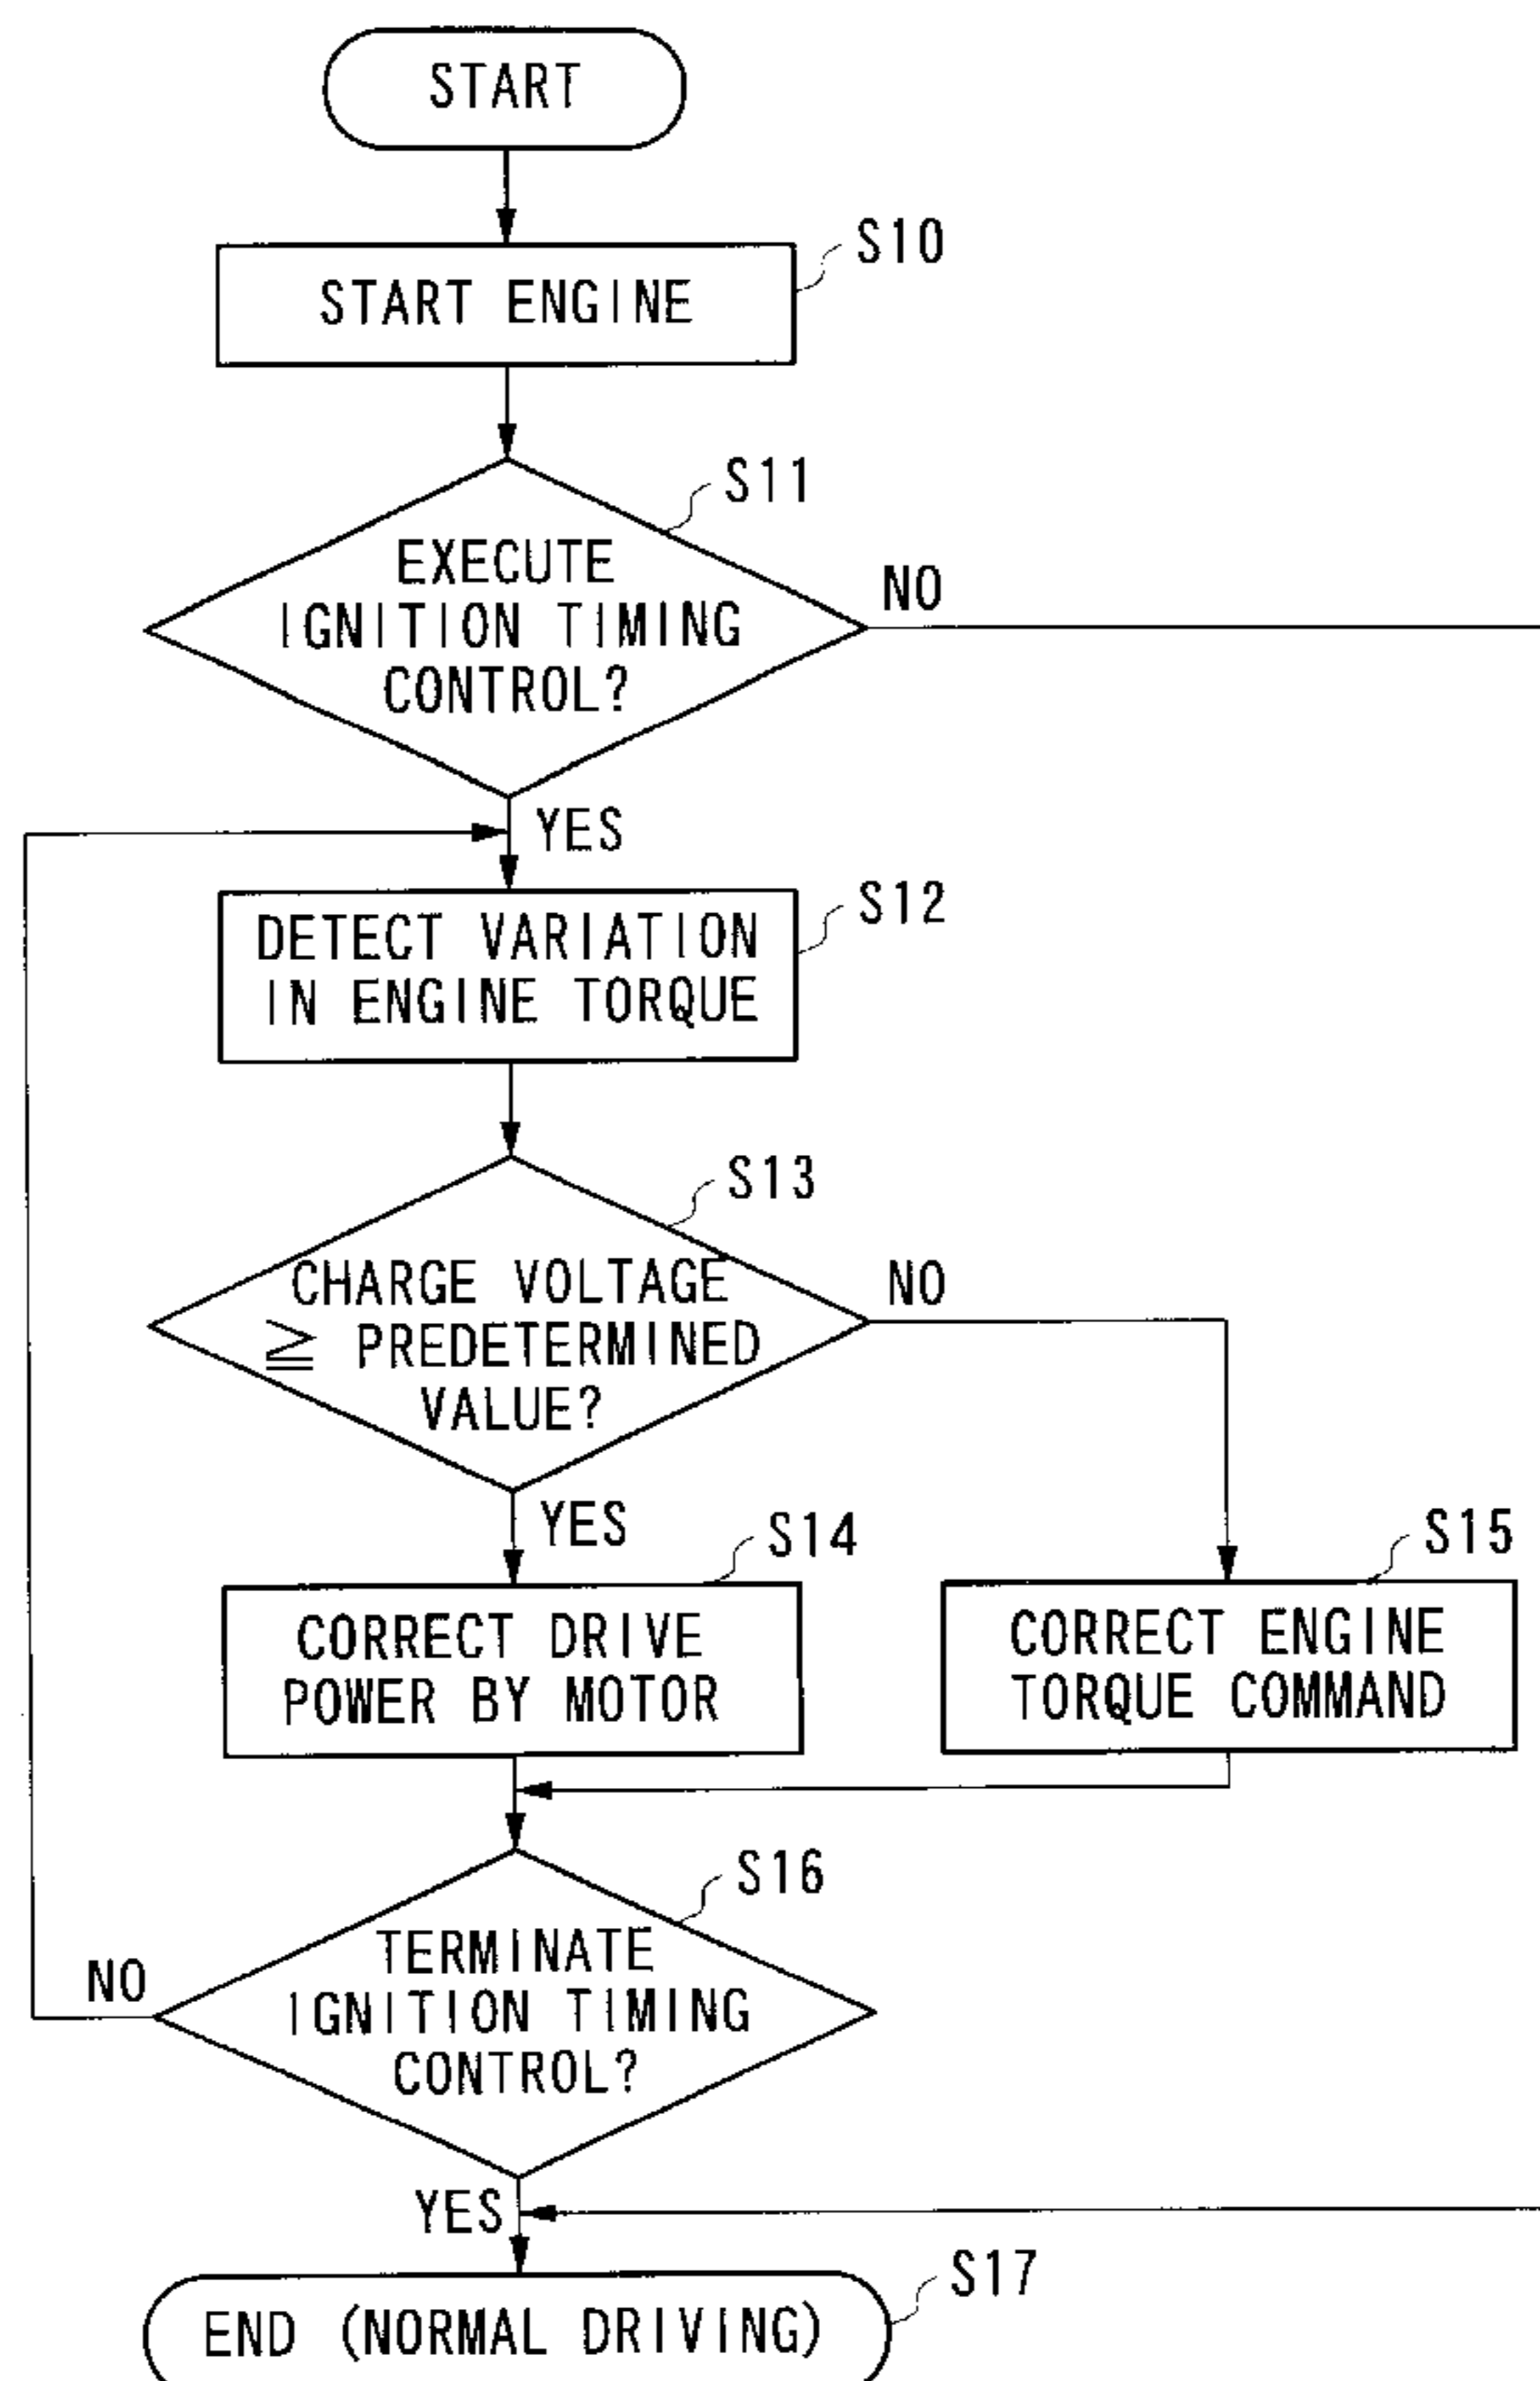 START
S10
START ENGINE
S11
EXECUTE
IGNITION TIMING
CONTROL?
NO
YES
S12
DETECT VARIATION
IN ENGINE TORQUE
S13
CHARGE VOLTAGE
≧ PREDETERMINED
VALUE?
NO
YES
S14
CORRECT DRIVE
POWER BY MOTOR
S15
CORRECT ENGINE
TORQUE COMMAND
S16
TERMINATE
IGNITION TIMING
CONTROL?
NO
YES
S17
END (NORMAL DRIVING)